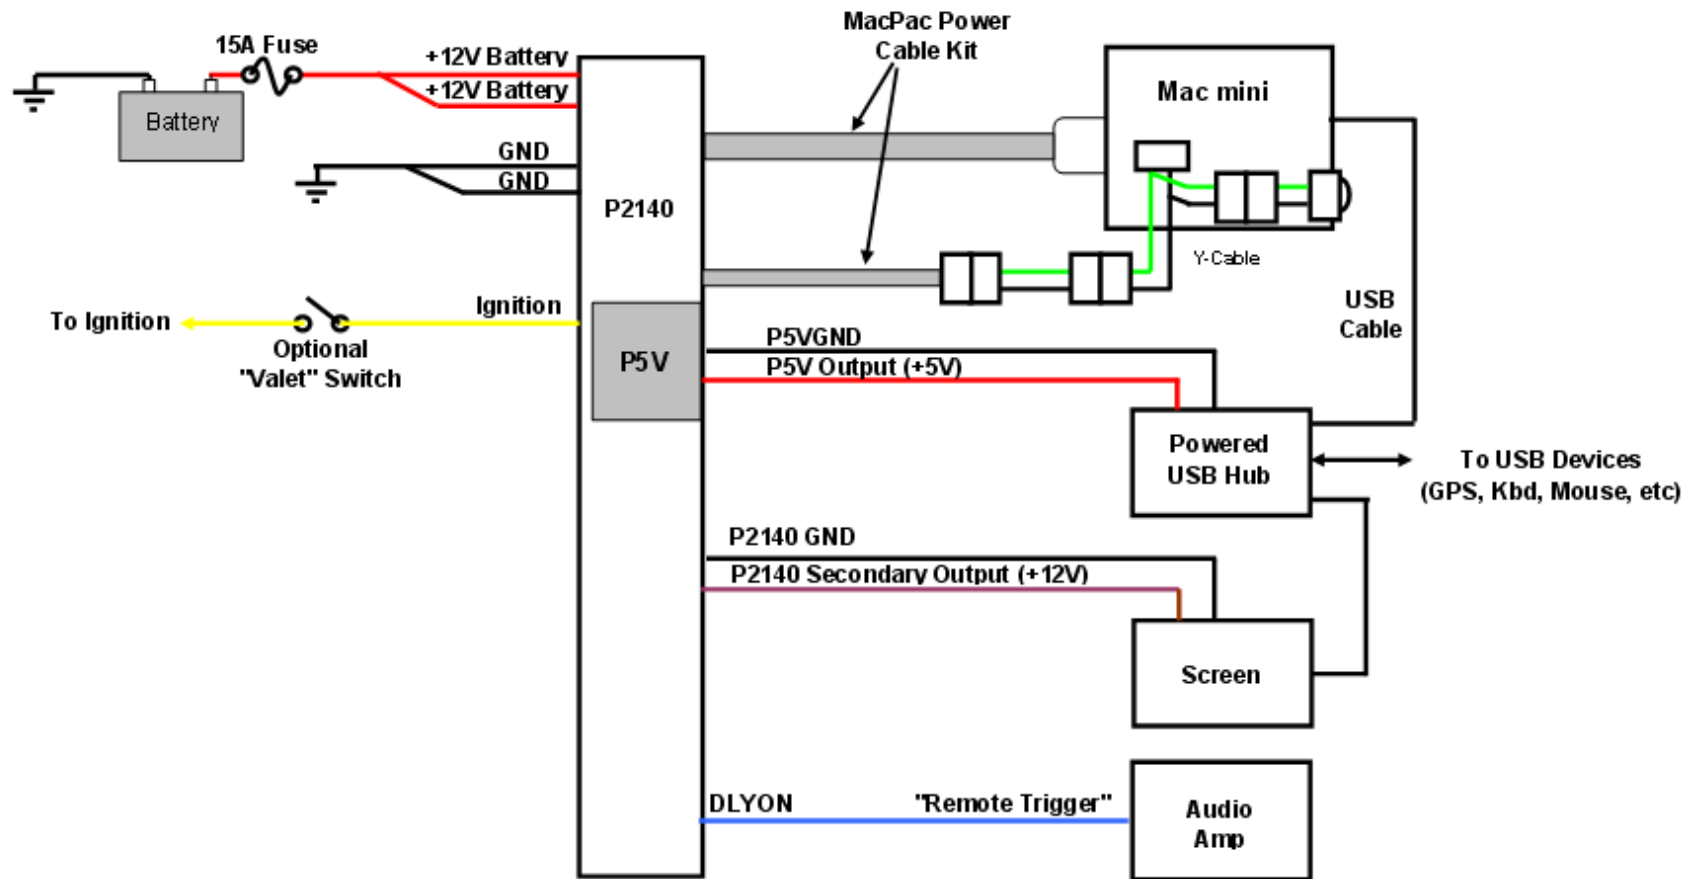 MacPac Power
Cable Kit
15A Fuse
+12V Battery
+12V Battery
Battery
Mac mini
GND
GND
P2140
Y-Cable
USB
Cable
To Ignition
Ignition
Optional
"Valet" Switch
P5V
P5VGND
P5V Output (+5V)
Powered
USB Hub
To USB Devices
(GPS, Kbd, Mouse, etc)
P2140 GND
P2140 Secondary Output (+12V)
Screen
DLYON
"Remote Trigger"
Audio
Amp